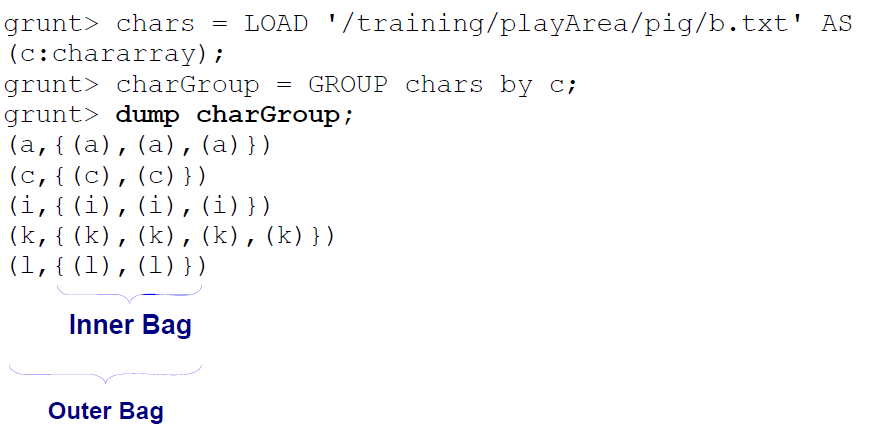 grunt> chars = LOAD '/training/playArea/pig/b.txt' AS
(c:chararray);
grunt> charGroup = GROUP chars by c;
grunt> dump charGroup;
(a,{(a),(a),(a)})
(c,{(c),(c)})
(i,{(i),(i),(i)})
(k,{(k),(k),(k),(k)})
(l,{(l),(l)})
Inner Bag
Outer Bag